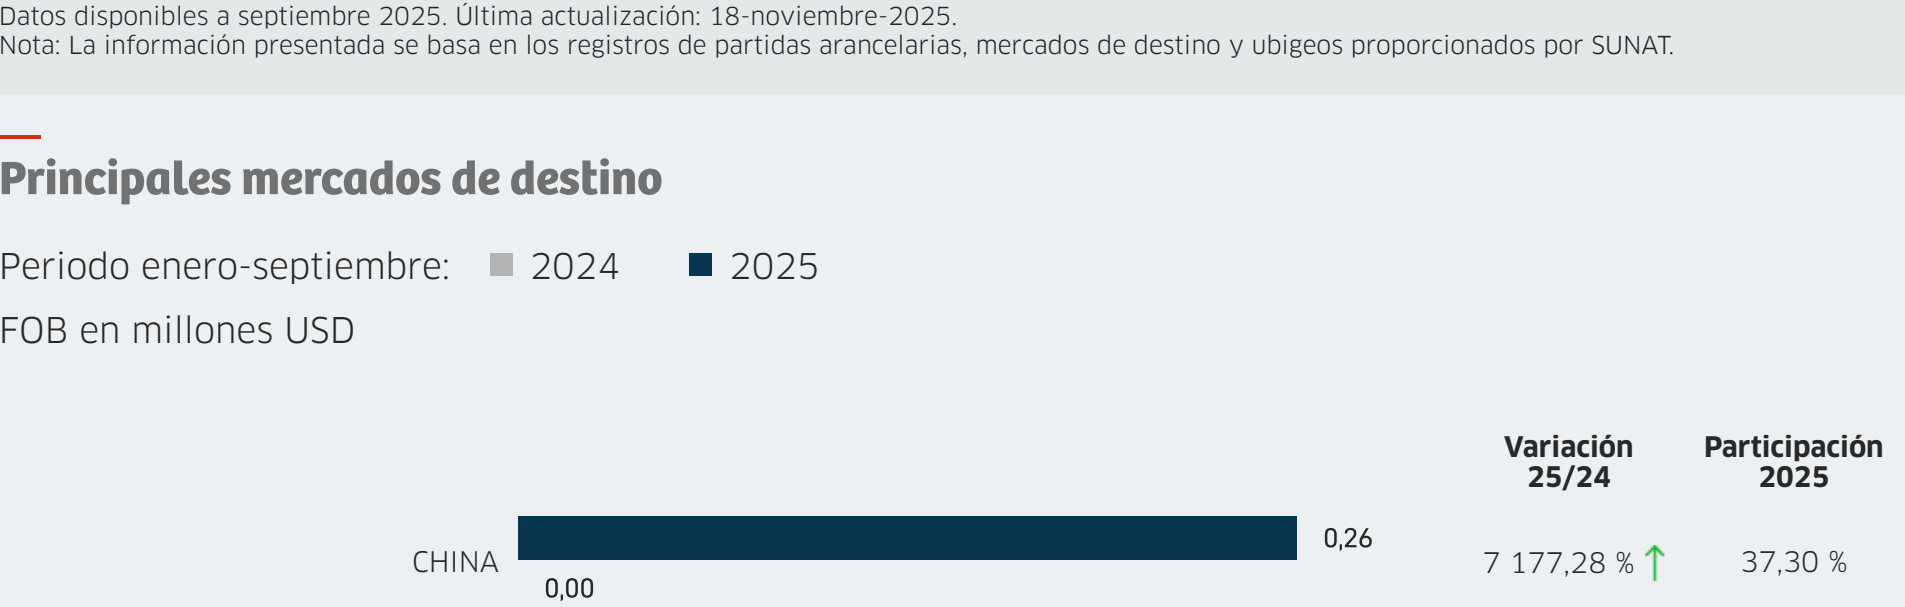 Datos disponibles a septiembre 2025. Última actualización: 18-noviembre-2025.
Nota: La información presentada se basa en los registros de partidas arancelarias, mercados de destino y ubigeos proporcionados por SUNAT.
Principales mercados de destino
Periodo enero-septiembre: 2024 2025
FOB en millones USD
Variación 25/24
Participación 2025
CHINA 0,26 7 177,28 % 37,30 %
0,00